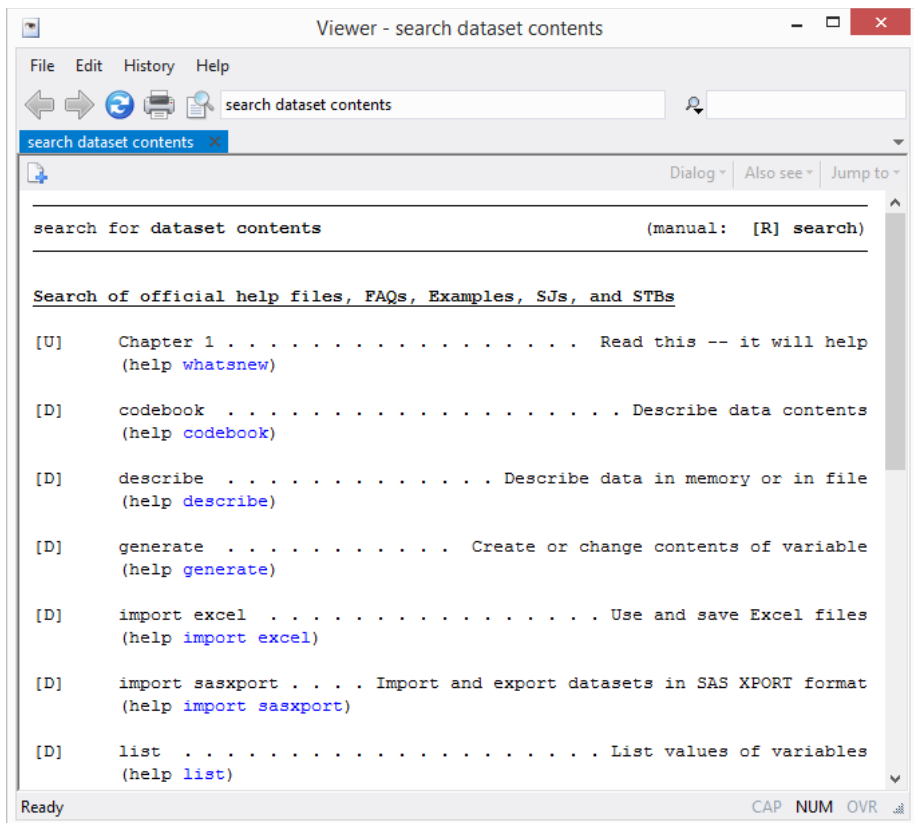 Viewer - search dataset contents
File Edit History Help
search dataset contents
search dataset contents
Dialog Also see Jump to
search for dataset contents (manual: [R] search)
Search of official help files, FAQs, Examples, SJs, and STBs
[U] Chapter 1 . . . . . . . . . . . . . . . . . Read this -- it will help
(help whatsnew)
[D] codebook . . . . . . . . . . . . . . . . . . . Describe data contents
(help codebook)
[D] describe . . . . . . . . . . . . . Describe data in memory or in file
(help describe)
[D] generate . . . . . . . . . . . Create or change contents of variable
(help generate)
[D] import excel . . . . . . . . . . . . . . . . Use and save Excel files
(help import excel)
[D] import sasxport . . . . Import and export datasets in SAS XPORT format
(help import sasxport)
[D] list . . . . . . . . . . . . . . . . . . . . List values of variables
(help list)
Ready CAP NUM OVR